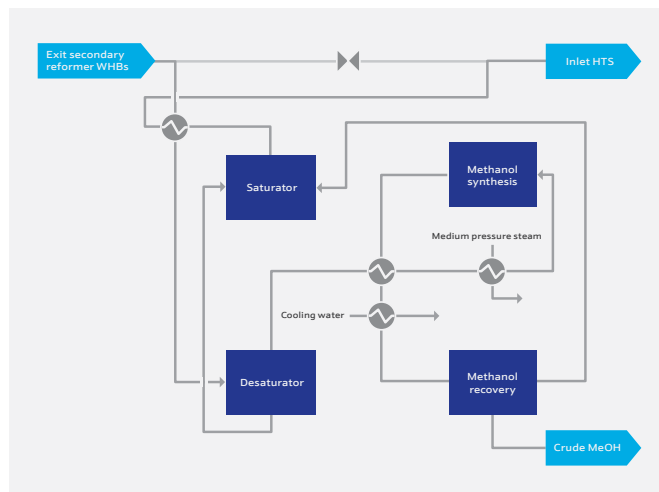 Exit secondary
reformer WHBs
Inlet HTS
Saturator
Methanol
synthesis
Medium pressure steam
Cooling water
Desaturator
Methanol
recovery
Crude MeOH